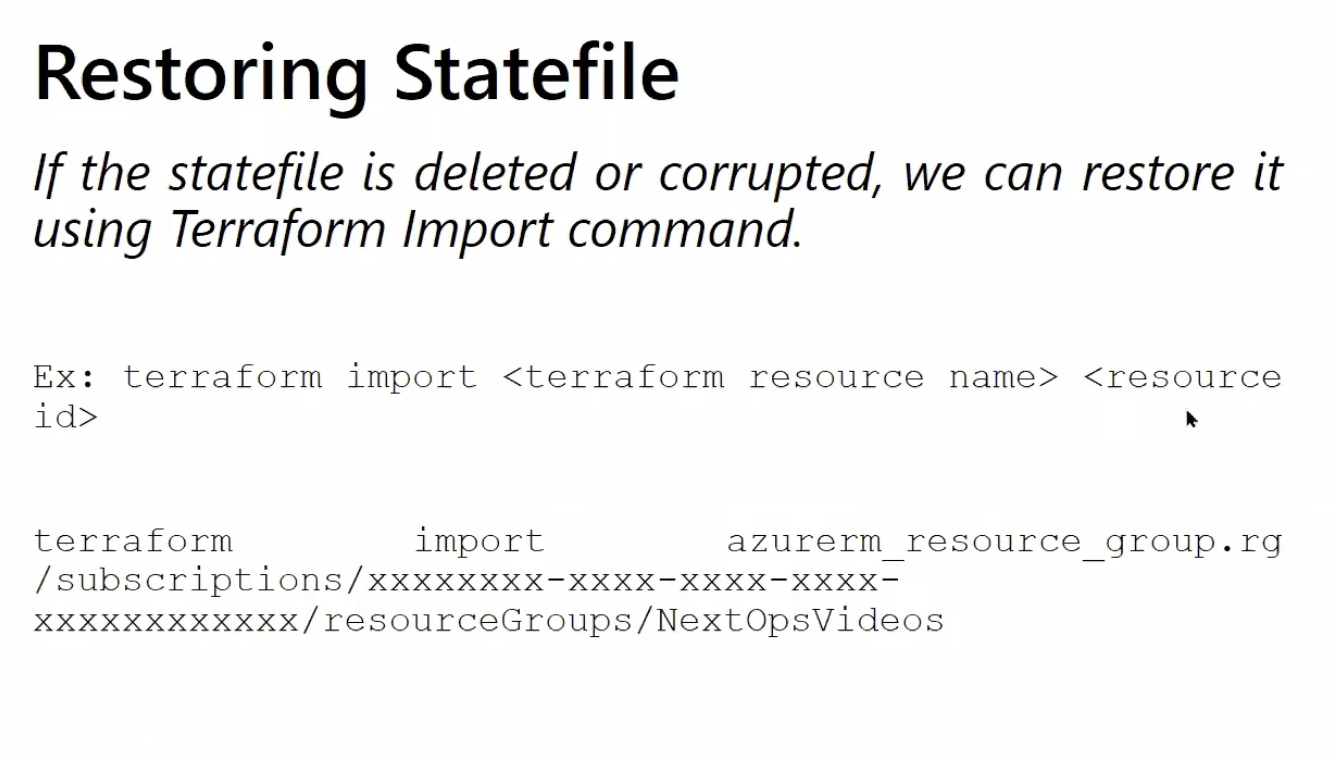 Restoring Statefile
If the statefile is deleted or corrupted, we can restore it
using Terraform Import command.
Ex: terraform import <terraform resource name> <resource
id>
terraform import azurerm_resource_group.rg
/subscriptions/xxxxxxxx-xxxx-xxxx-xxxx-
xxxxxxxxxxxx/resourceGroups/NextOpsVideos